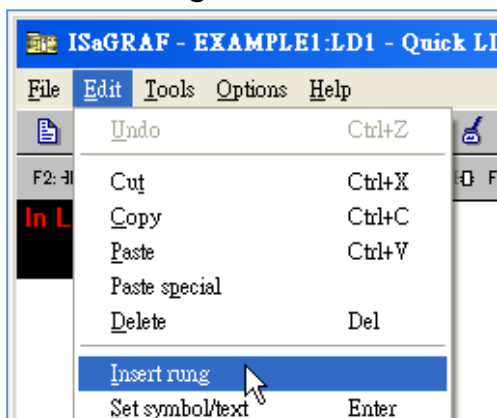 ISaGRAF - EXAMPLE1:LD1 - Quick L
File Edit Tools Options Help
Undo Ctrl+Z
F2:
Cut Ctrl+X
F
In L
Copy Ctrl+C
Paste Ctrl+V
Paste special
Delete Del
Insert rung
Set symbol/text Enter